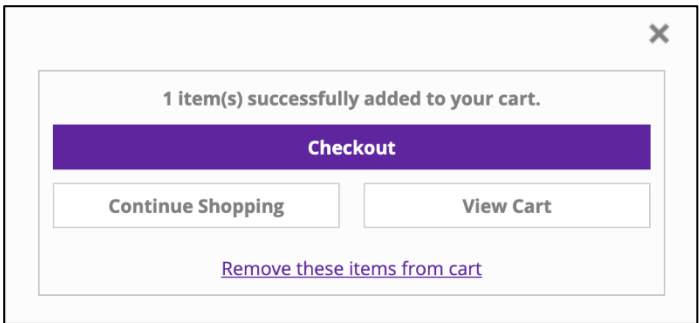 1 item(s) successfully added to your cart.
Checkout
Continue Shopping
View Cart
Remove these items from cart